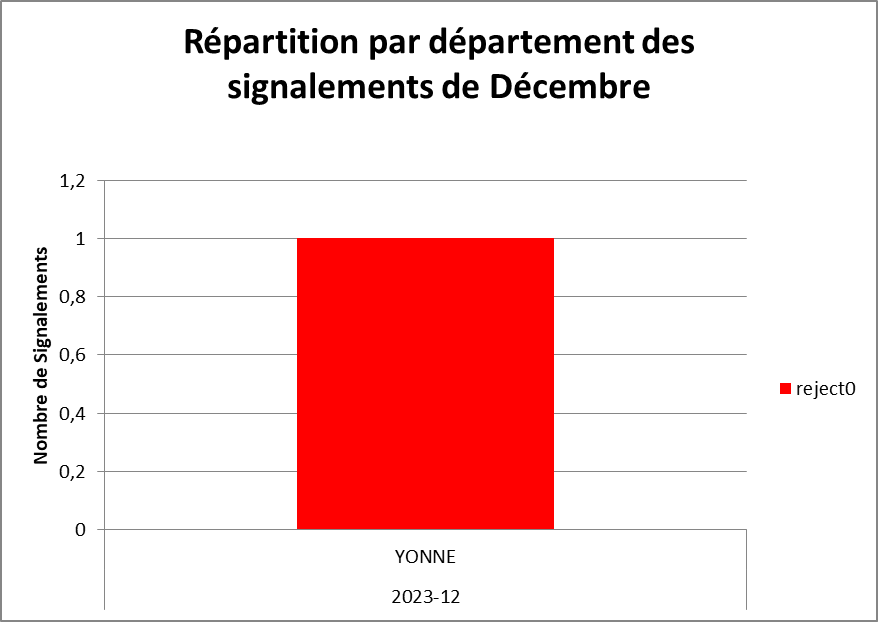 Répartition par département des
signalements de Décembre
Nombre de Signalements
1,2
1
0,8
0,6
0,4
0,2
0
YONNE
2023-12
reject0